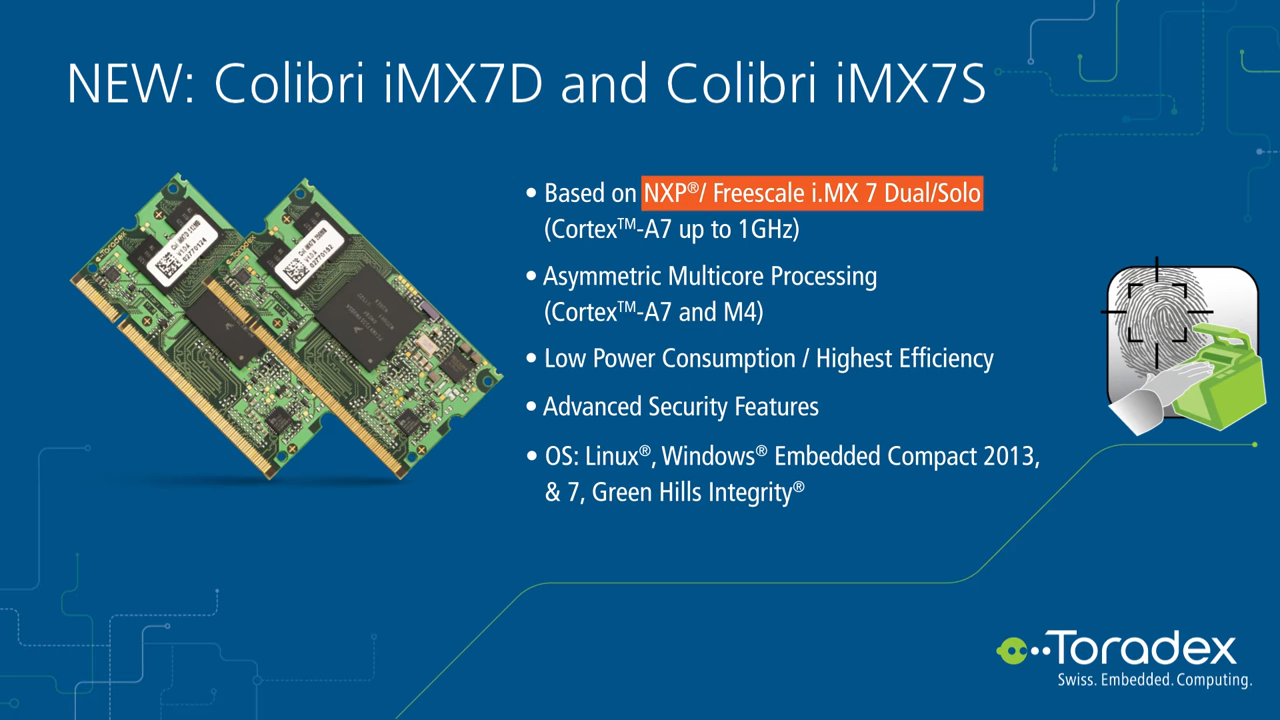 NEW: Colibri iMX7D and Colibri iMX7S
• Based on NXP®/ Freescale i.MX 7 Dual/Solo
(Cortex™-A7 up to 1GHz)
• Asymmetric Multicore Processing
(Cortex™-A7 and M4)
• Low Power Consumption / Highest Efficiency
• Advanced Security Features
• OS: Linux®, Windows® Embedded Compact 2013,
& 7, Green Hills Integrity®
Toradex
Swiss. Embedded. Computing.